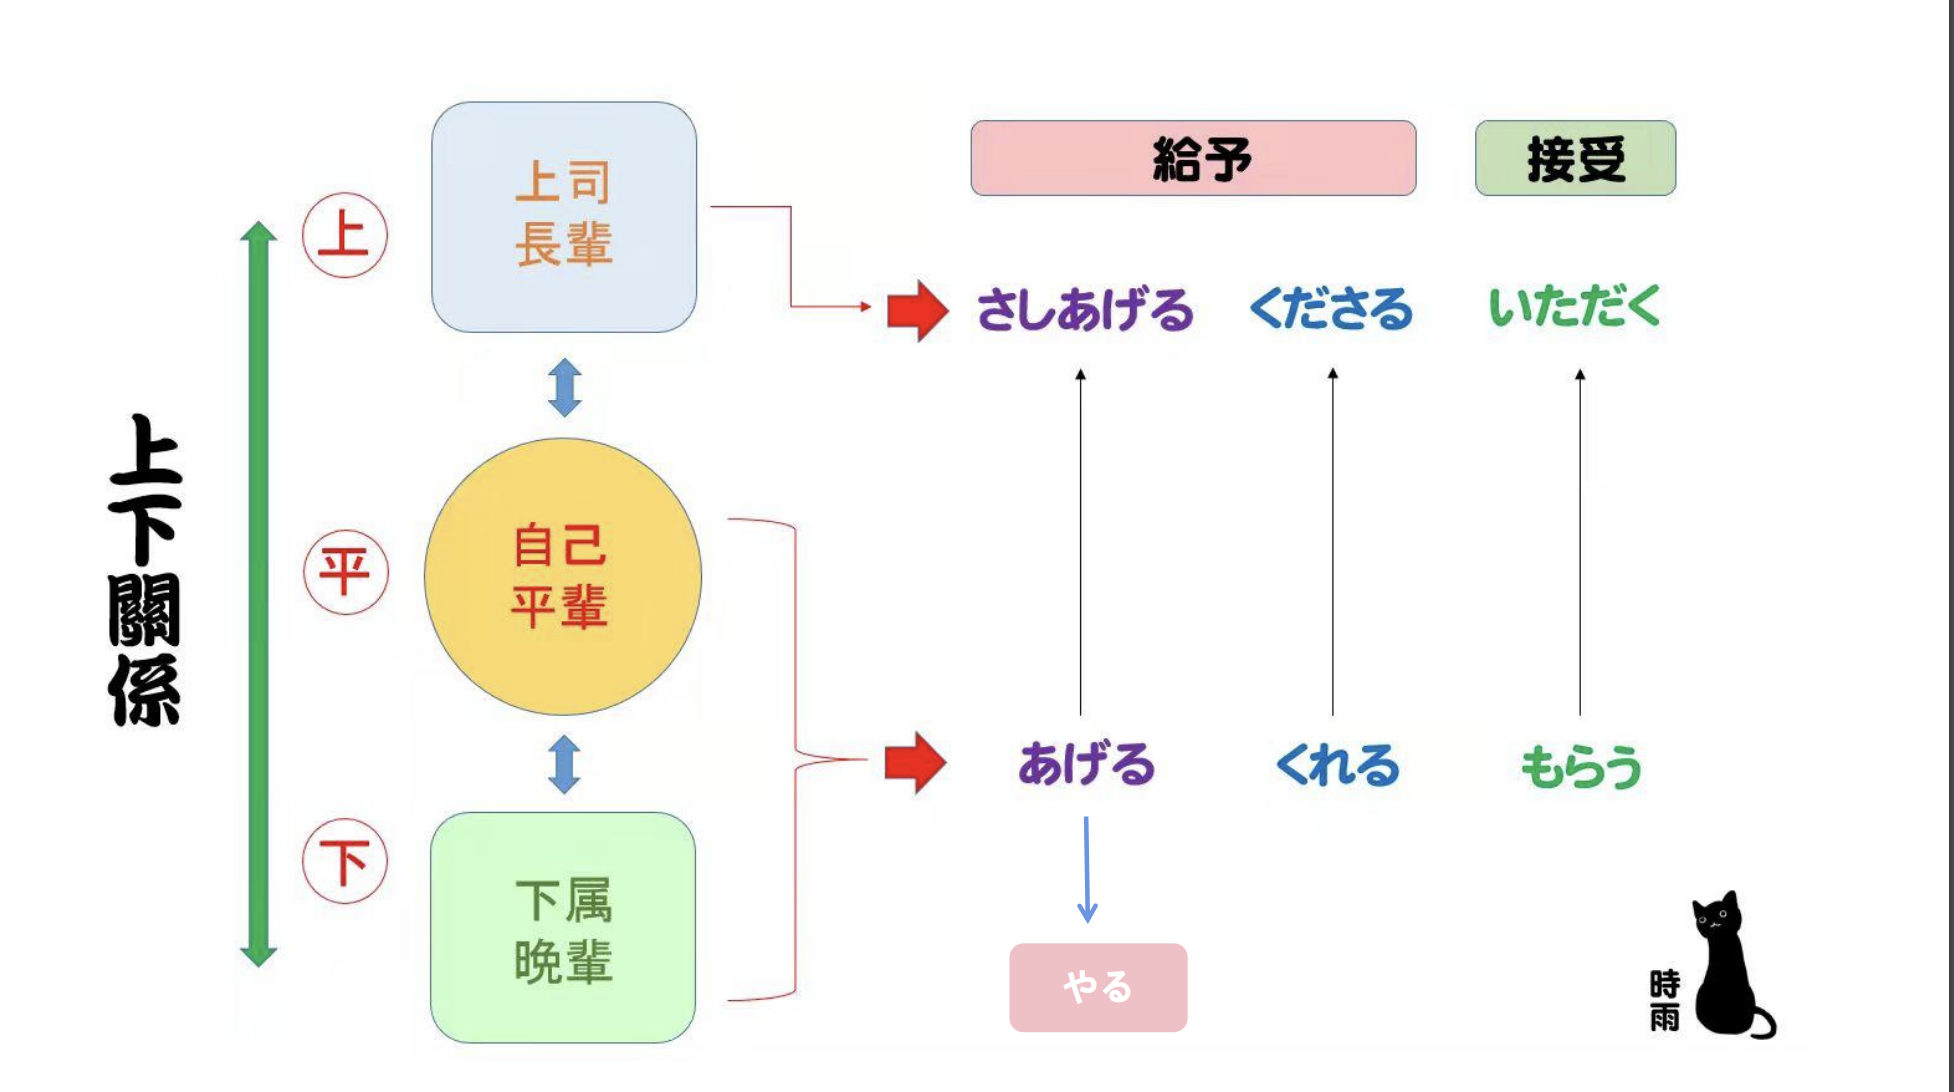 上下關係
上
上司
長輩
平
自己
平輩
下
下属
晩輩
給予
接受
さしあげる
くださる
いただく
あげる
くれる
もらう
やる
時雨